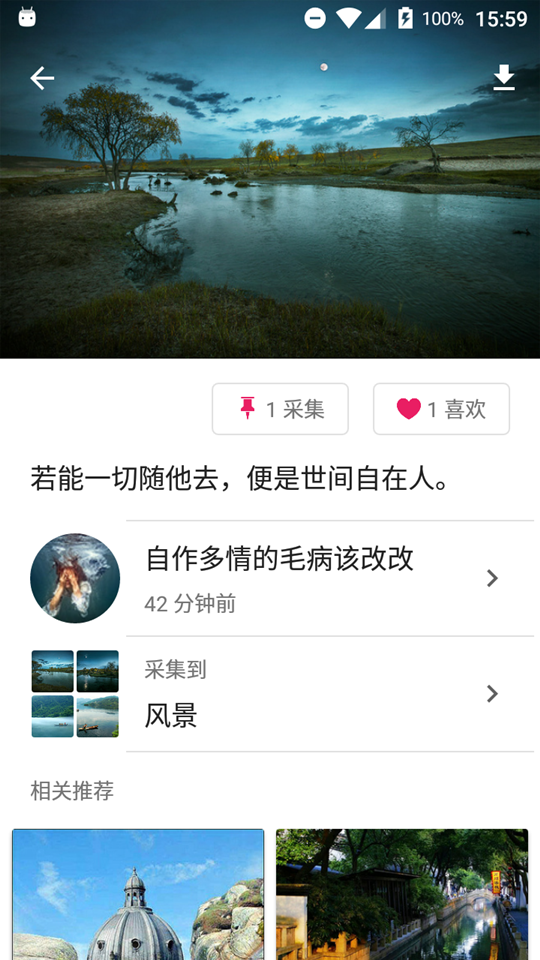 100% 15:59
1 采集
1 喜欢
若能一切随他去，便是世间自在人。
自作多情的毛病该改改
42 分钟前
采集到
风景
相关推荐